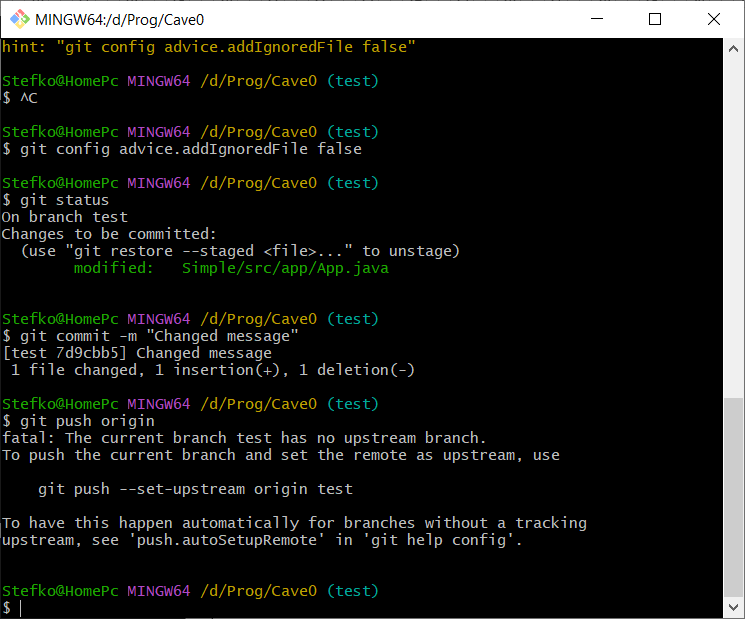 MINGW64:/d/Prog/Cave0
hint: "git config advice.addIgnoredFile false"
Stefko@HomePc MINGW64 /d/Prog/Cave0 (test)
$ ^C
Stefko@HomePc MINGW64 /d/Prog/Cave0 (test)
$ git config advice.addIgnoredFile false
Stefko@HomePc MINGW64 /d/Prog/Cave0 (test)
$ git status
On branch test
Changes to be committed:
  (use "git restore --staged <file>..." to unstage)
        modified:   Simple/src/app/App.java
Stefko@HomePc MINGW64 /d/Prog/Cave0 (test)
$ git commit -m "Changed message"
[test 7d9cbb5] Changed message
 1 file changed, 1 insertion(+), 1 deletion(-)
Stefko@HomePc MINGW64 /d/Prog/Cave0 (test)
$ git push origin
fatal: The current branch test has no upstream branch.
To push the current branch and set the remote as upstream, use
    git push --set-upstream origin test
To have this happen automatically for branches without a tracking
upstream, see 'push.autoSetupRemote' in 'git help config'.
Stefko@HomePc MINGW64 /d/Prog/Cave0 (test)
$